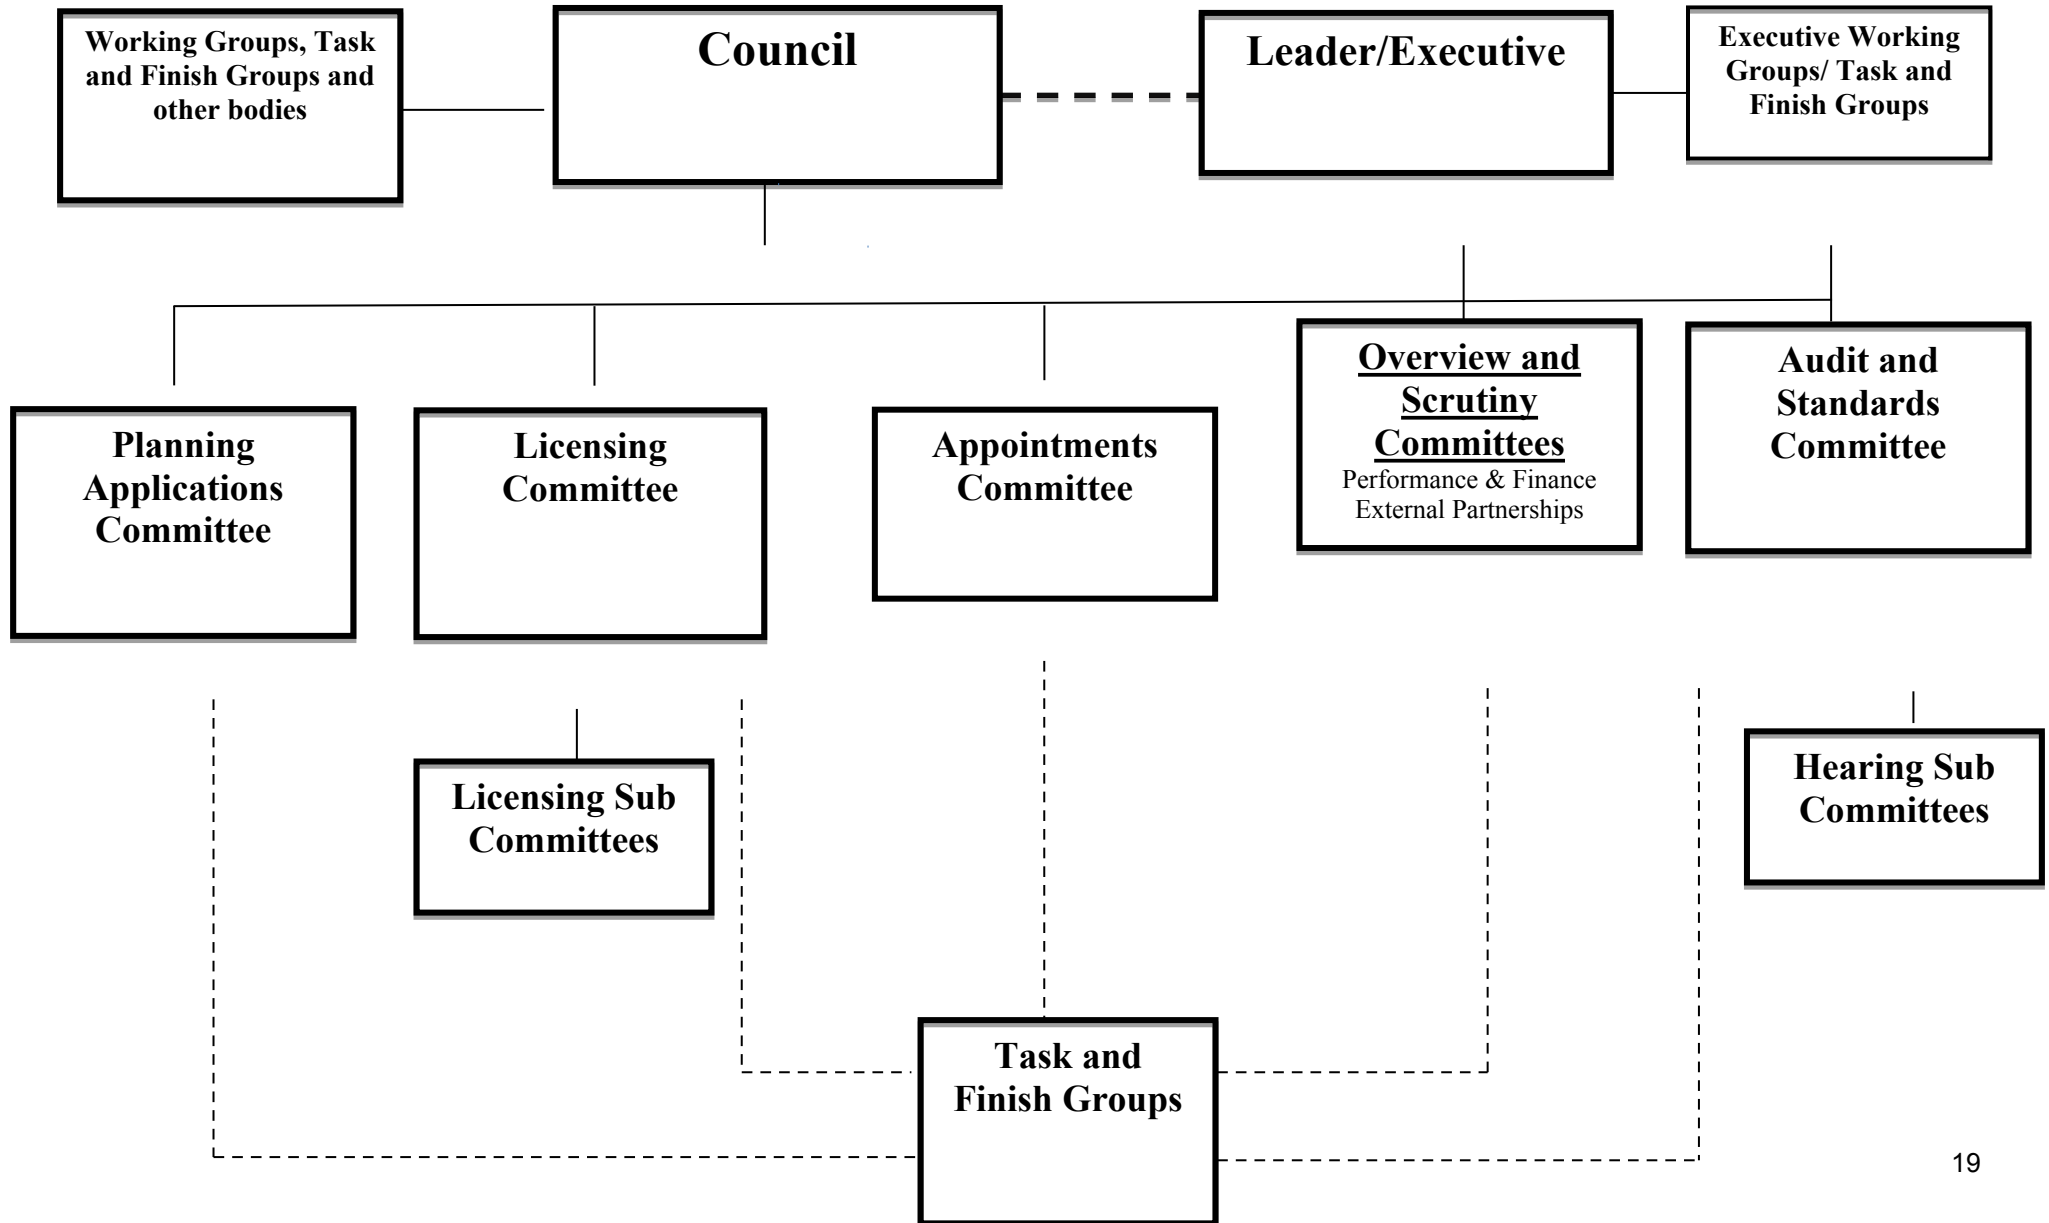 Working Groups, Task
and Finish Groups and
other bodies
Council
Leader/Executive
Executive Working
Groups/ Task and
Finish Groups
Planning
Applications
Committee
Licensing
Committee
Appointments
Committee
Overview and
Scrutiny
Committees
Performance & Finance
External Partnerships
Audit and
Standards
Committee
Licensing Sub
Committees
Hearing Sub
Committees
Task and
Finish Groups
19